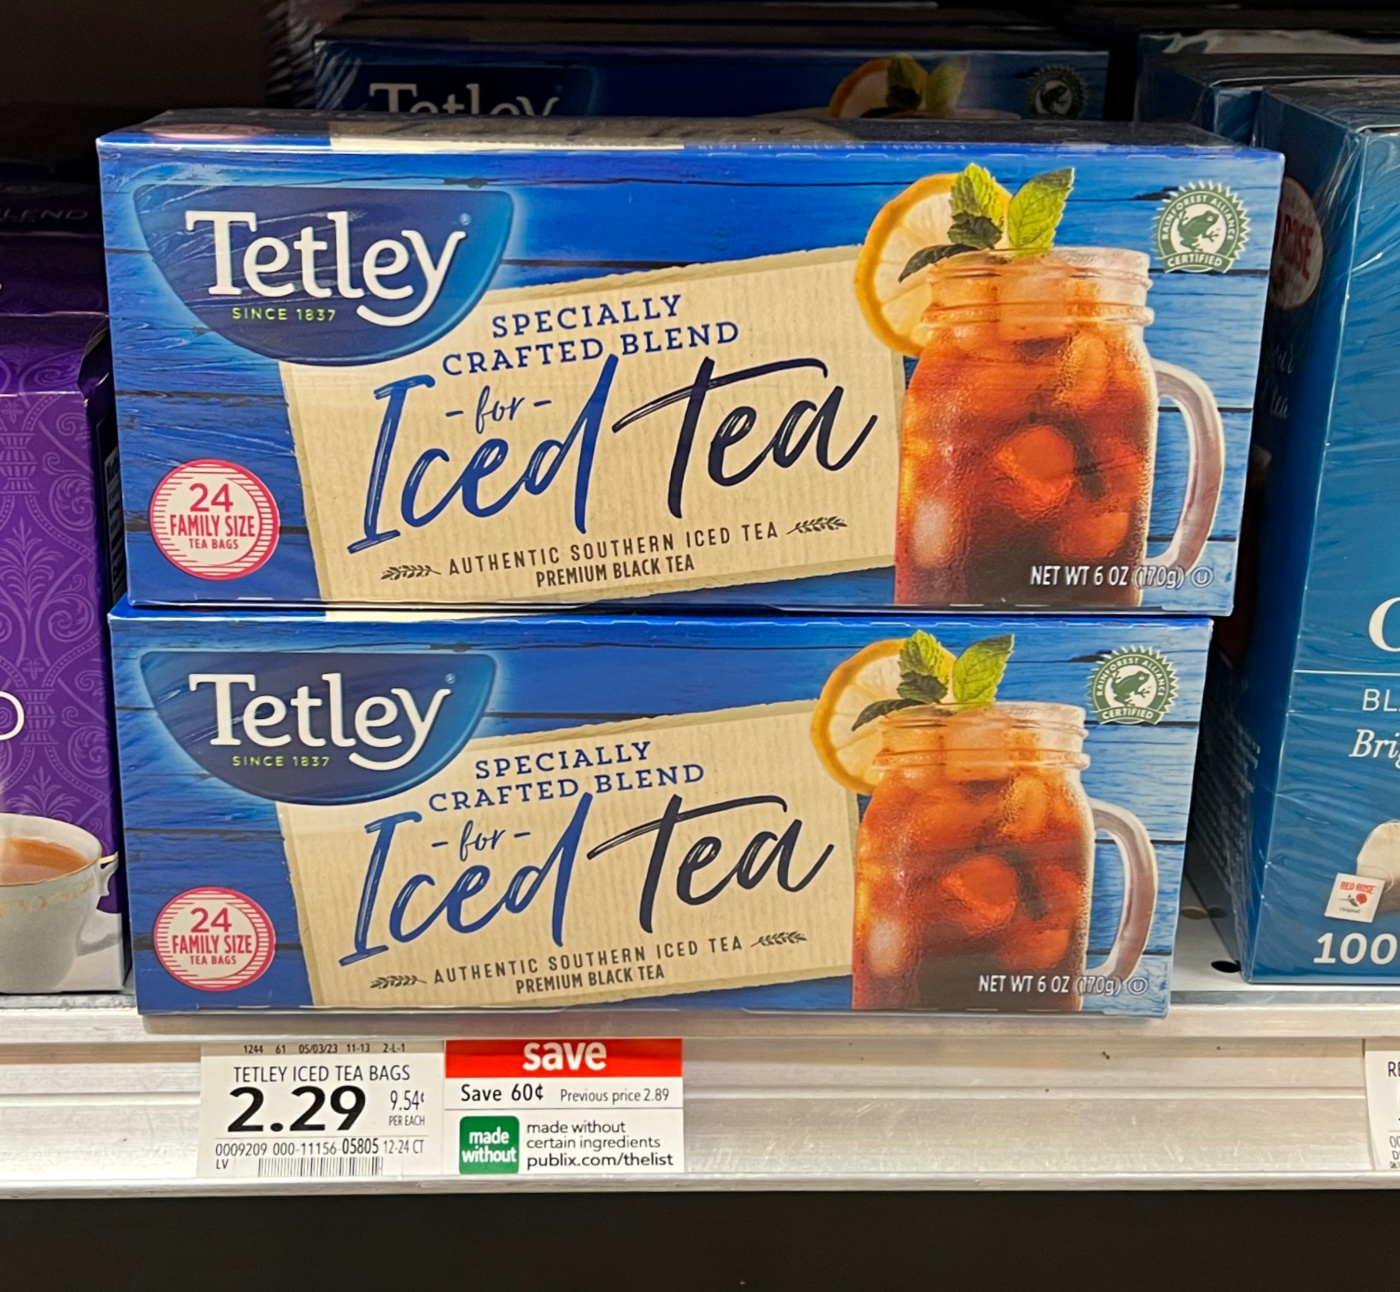 Tetley
Tetley®
SINCE 1837
SPECIALLY
CRAFTED BLEND
- for -
Iced Tea
AUTHENTIC SOUTHERN ICED TEA
PREMIUM BLACK TEA
24
FAMILY SIZE
TEA BAGS
RAINFOREST ALLIANCE
CERTIFIED
NET WT 6 OZ (170g) U
Tetley®
SINCE 1837
SPECIALLY
CRAFTED BLEND
- for -
Iced Tea
AUTHENTIC SOUTHERN ICED TEA
PREMIUM BLACK TEA
24
FAMILY SIZE
TEA BAGS
RAINFOREST ALLIANCE
CERTIFIED
NET WT 6 OZ (170g) U
RED ROSE
100
1244 61 05/03/23 11-13 2-L-1
TETLEY ICED TEA BAGS
2.29
9.54¢
PER EACH
0009209 000-11156-05805 12-24 CT
LV
save
Save 60¢ Previous price 2.89
made
without
made without
certain ingredients
publix.com/thelist